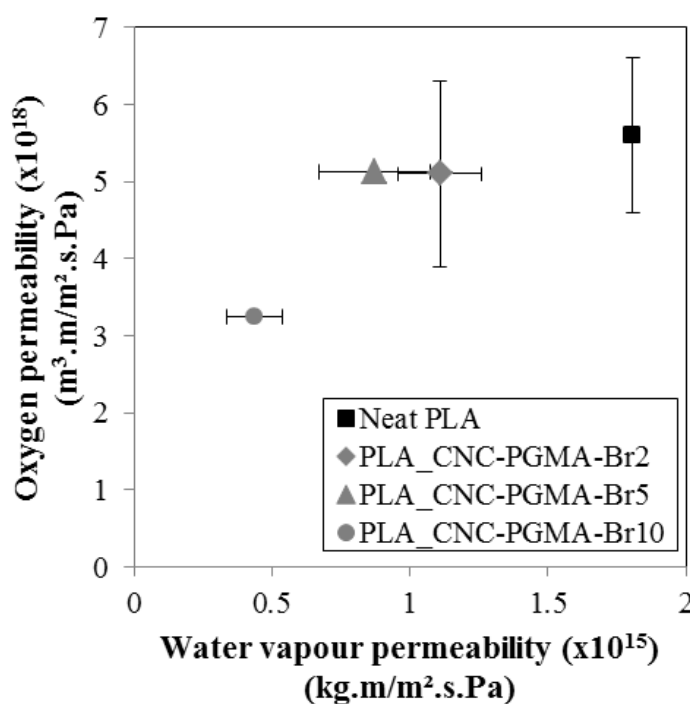 Oxygen permeability (x10¹⁸)
(m³.m/m².s.Pa)
7
6
5
4
3
2
1
0
Neat PLA
PLA_CNC-PGMA-Br2
PLA_CNC-PGMA-Br5
PLA_CNC-PGMA-Br10
0
0.5
1
1.5
2
Water vapour permeability (x10¹⁵)
(kg.m/m².s.Pa)